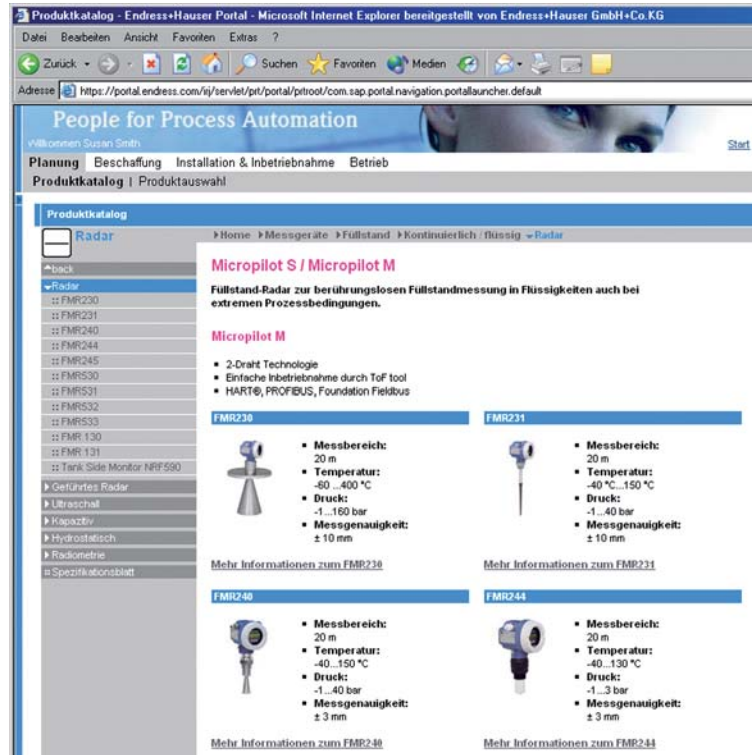 Produktkatalog - Endress+Hauser Portal - Microsoft Internet Explorer bereitgestellt von Endress+Hauser GmbH+Co.KG
Datei Bearbeiten Ansicht Favoriten Extras ?
Zurück Suchen Favoriten Medien
Adresse https://portal.endress.com/irj/servlet/prt/portal/prtroot/com.sap.portal.navigation.portallauncher.default
People for Process Automation
Willkommen Susan Smith
Start
Planung Beschaffung Installation & Inbetriebnahme Betrieb
Produktkatalog | Produktauswahl
Produktkatalog
Radar
Home Messgeräte Füllstand Kontinuierlich / flüssig Radar
back
Radar
:: FMR230
:: FMR231
:: FMR240
:: FMR244
:: FMR245
:: FMR530
:: FMR531
:: FMR532
:: FMR533
:: FMR 130
:: FMR 131
:: Tank Side Monitor NRF590
Geführtes Radar
Ultraschall
Kapazitiv
Hydrostatisch
Radiometrie
Spezifikationsblatt
Micropilot S / Micropilot M
Füllstand-Radar zur berührungslosen Füllstandmessung in Flüssigkeiten auch bei
extremen Prozessbedingungen.
Micropilot M
▪ 2-Draht Technologie
▪ Einfache Inbetriebnahme durch ToF tool
▪ HART®, PROFIBUS, Foundation Fieldbus
FMR230
▪ Messbereich:
20 m
▪ Temperatur:
-60 ...400 °C
▪ Druck:
-1...160 bar
▪ Messgenauigkeit:
± 10 mm
Mehr Informationen zum FMR230
FMR231
▪ Messbereich:
20 m
▪ Temperatur:
-40 °C...150 °C
▪ Druck:
-1...40 bar
▪ Messgenauigkeit:
± 10 mm
Mehr Informationen zum FMR231
FMR240
▪ Messbereich:
20 m
▪ Temperatur:
-40...150 °C
▪ Druck:
-1...40 bar
▪ Messgenauigkeit:
± 3 mm
Mehr Informationen zum FMR240
FMR244
▪ Messbereich:
20 m
▪ Temperatur:
-40...130 °C
▪ Druck:
-1...3 bar
▪ Messgenauigkeit:
± 3 mm
Mehr Informationen zum FMR244